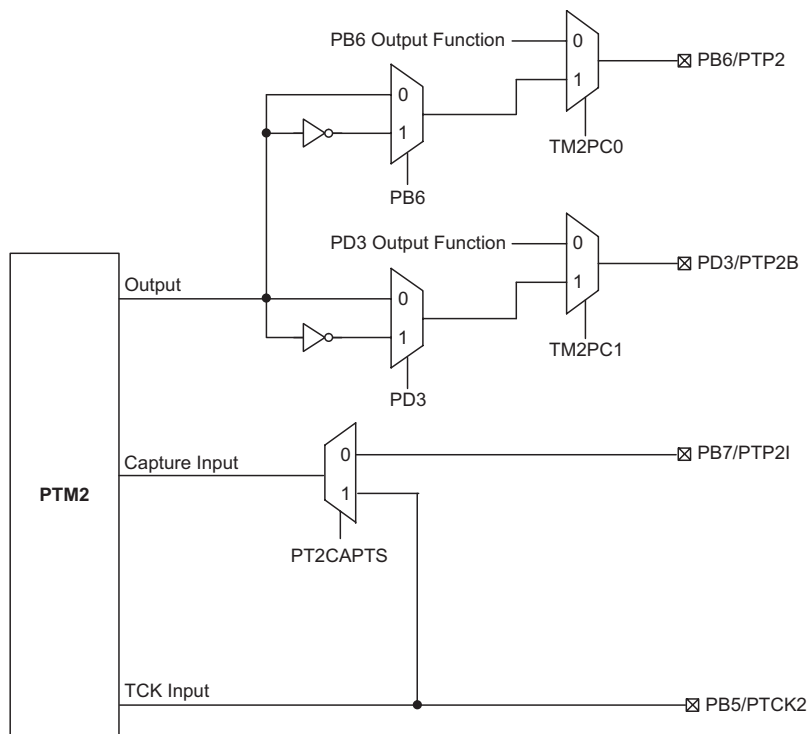 PB6 Output Function
0
1
TM2PC0
PB6/PTP2
0
1
PB6
PD3 Output Function
0
1
TM2PC1
PD3/PTP2B
Output
0
1
PD3
PTM2
Capture Input
0
1
PT2CAPTS
PB7/PTP2I
TCK Input
PB5/PTCK2